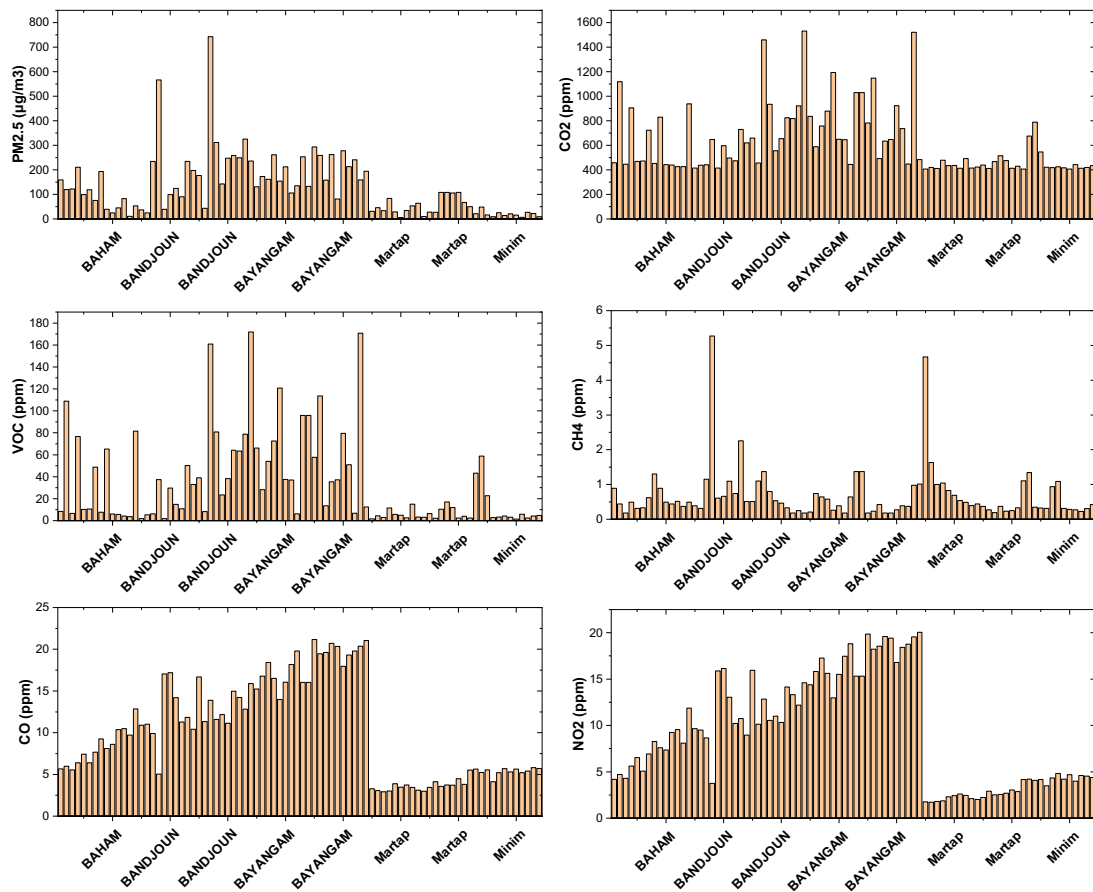 PM2.5 (µg/m3)
800
700
600
500
400
300
200
100
0
BAHAM
BANDJOUN
BANDJOUN
BAYANGAM
BAYANGAM
Martap
Martap
Minim
CO2 (ppm)
1600
1400
1200
1000
800
600
400
200
0
BAHAM
BANDJOUN
BANDJOUN
BAYANGAM
BAYANGAM
Martap
Martap
Minim
VOC (ppm)
180
160
140
120
100
80
60
40
20
0
BAHAM
BANDJOUN
BANDJOUN
BAYANGAM
BAYANGAM
Martap
Martap
Minim
CH4 (ppm)
6
5
4
3
2
1
0
BAHAM
BANDJOUN
BANDJOUN
BAYANGAM
BAYANGAM
Martap
Martap
Minim
CO (ppm)
25
20
15
10
5
0
BAHAM
BANDJOUN
BANDJOUN
BAYANGAM
BAYANGAM
Martap
Martap
Minim
NO2 (ppm)
20
15
10
5
0
BAHAM
BANDJOUN
BANDJOUN
BAYANGAM
BAYANGAM
Martap
Martap
Minim